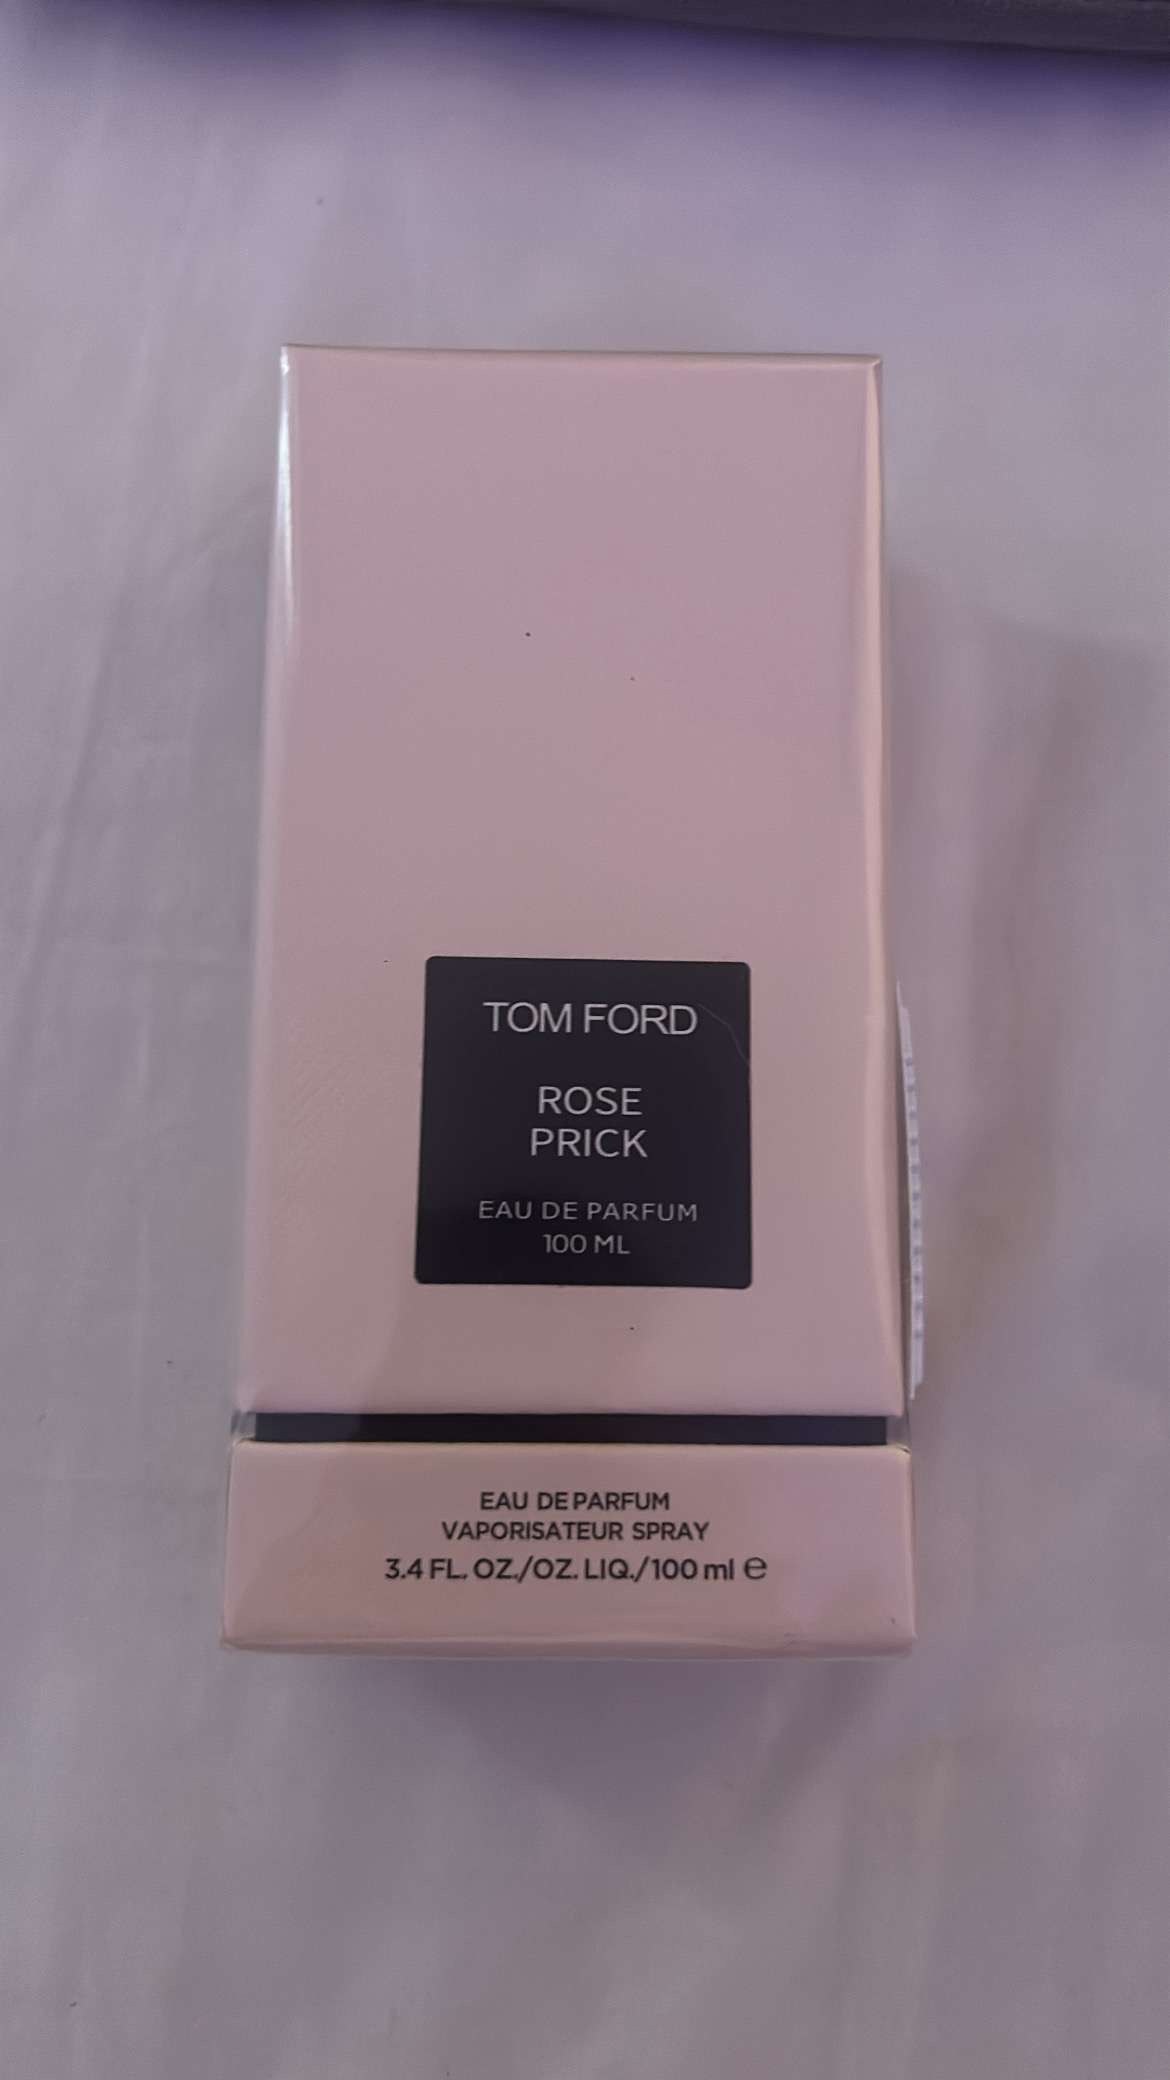 TOM FORD
ROSE
PRICK
EAU DE PARFUM
100 ML
EAU DE PARFUM
VAPORISATEUR SPRAY
3.4 FL. OZ./OZ. LIQ./100 ml ℮